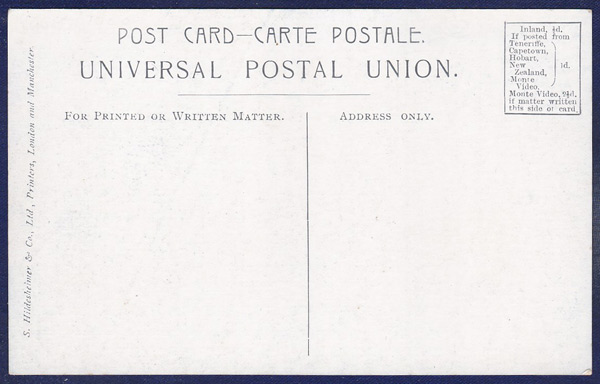 POST CARD—CARTE POSTALE.
UNIVERSAL POSTAL UNION.
FOR PRINTED OR WRITTEN MATTER.
ADDRESS ONLY.
Inland, ½d.
If posted from
Teneriffe,
Capetown,
Hobart,
New
Zealand,
Monte
Video,
1d.
Monte Video, 2½d.
if matter written
this side of card.
S. Hildesheimer & Co., Ltd., Printers, London and Manchester.